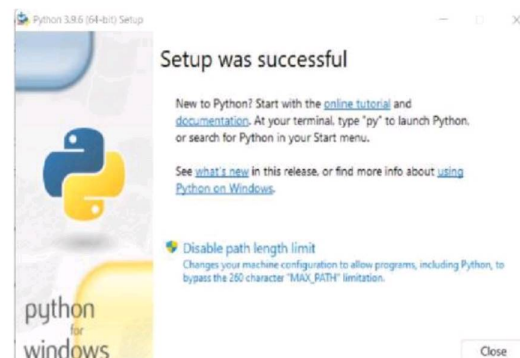 Python 3.9.6 (64-bit) Setup
Setup was successful
New to Python? Start with the online tutorial and
documentation. At your terminal, type "py" to launch Python,
or search for Python in your Start menu.
See what's new in this release, or find more info about using
Python on Windows.
Disable path length limit
Changes your machine configuration to allow programs, including Python, to
bypass the 260 character "MAX_PATH" limitation.
python
for
windows
Close